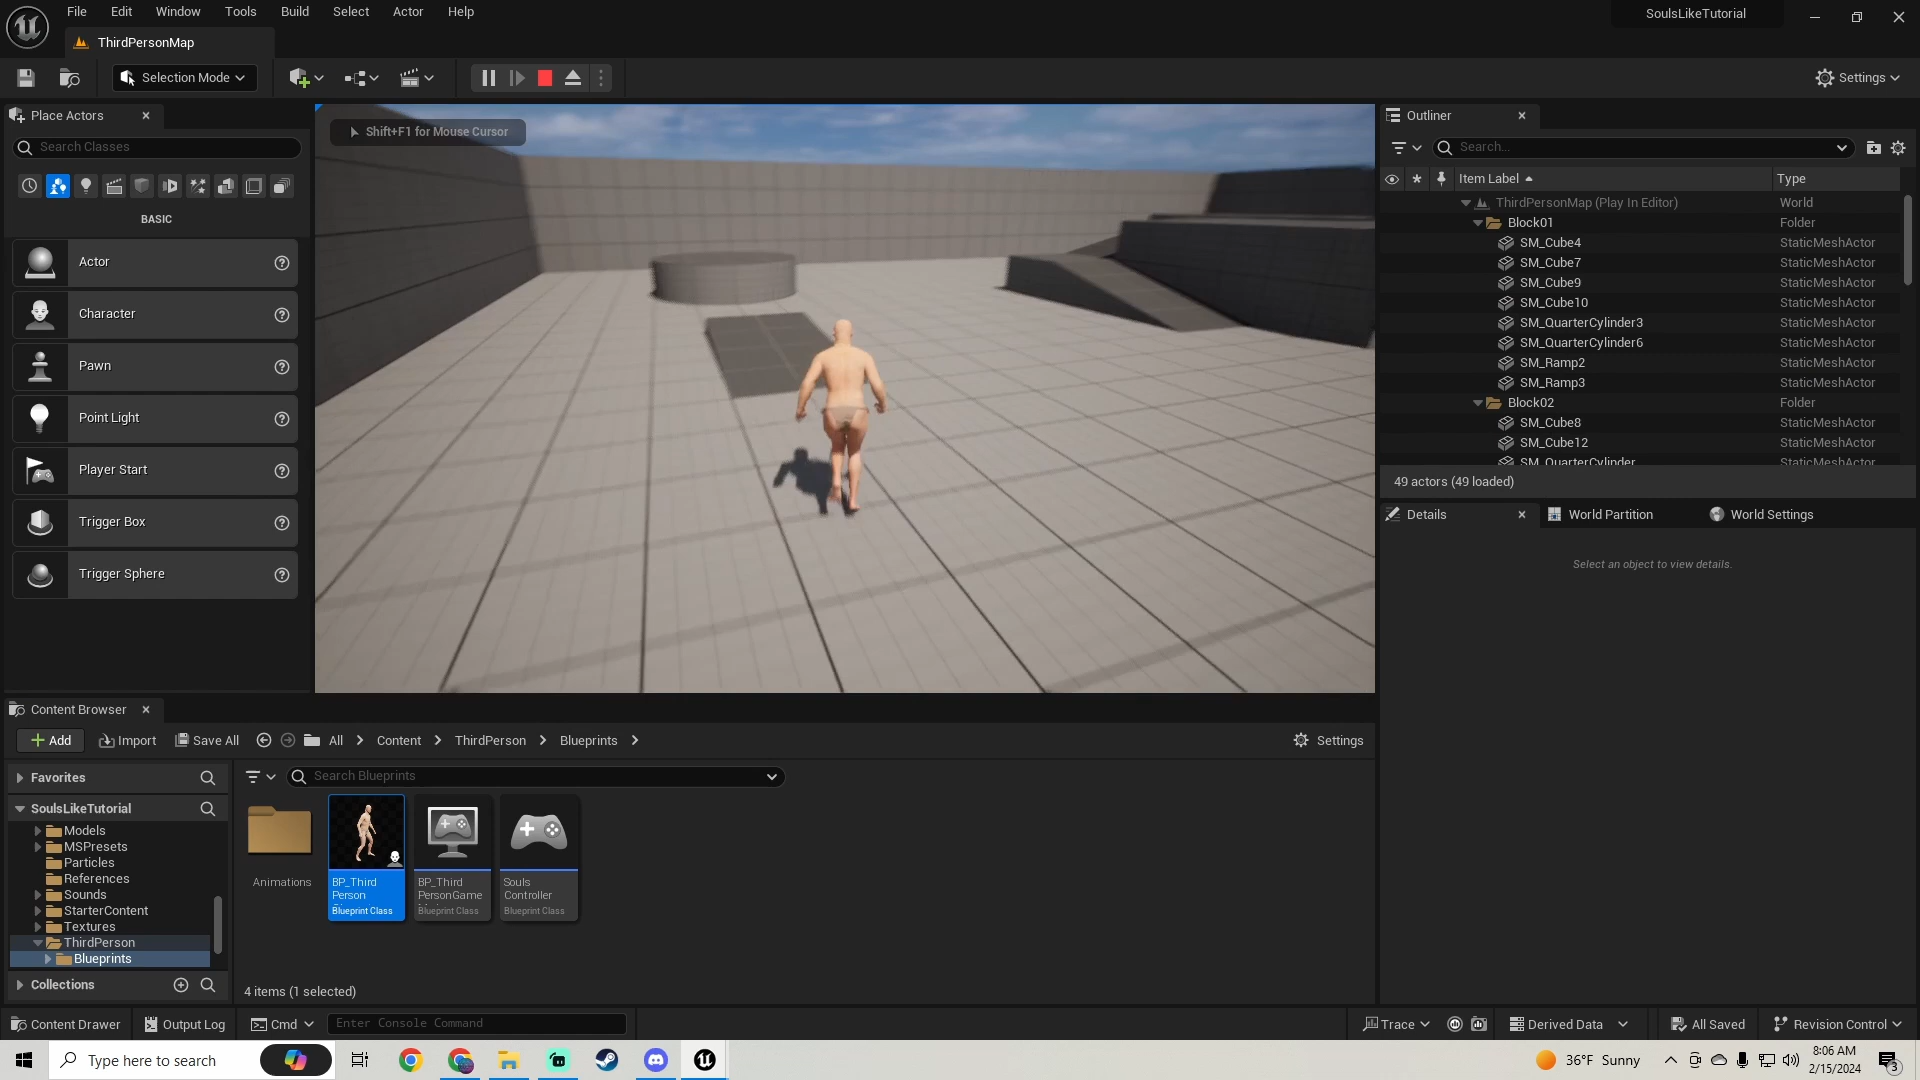 File Edit Window Tools Build Select Actor Help
SoulsLikeTutorial
ThirdPersonMap
Selection Mode
Settings
Place Actors
Search Classes
BASIC
Actor
Character
Pawn
Point Light
Player Start
Trigger Box
Trigger Sphere
Shift+F1 for Mouse Cursor
Outliner
Search...
Item Label Type
ThirdPersonMap (Play In Editor) World
Block01 Folder
SM_Cube4 StaticMeshActor
SM_Cube7 StaticMeshActor
SM_Cube9 StaticMeshActor
SM_Cube10 StaticMeshActor
SM_QuarterCylinder3 StaticMeshActor
SM_QuarterCylinder6 StaticMeshActor
SM_Ramp2 StaticMeshActor
SM_Ramp3 StaticMeshActor
Block02 Folder
SM_Cube8 StaticMeshActor
SM_Cube12 StaticMeshActor
SM_QuarterCylinder StaticMeshActor
49 actors (49 loaded)
Details World Partition World Settings
Select an object to view details.
Content Browser
Add Import Save All All Content ThirdPerson Blueprints Settings
Favorites
SoulsLikeTutorial
Models
MSPresets
Particles
References
Sounds
StarterContent
Textures
ThirdPerson
Blueprints
Collections
Search Blueprints
Animations
BP_Third
Person
Blueprint Class
BP_Third
PersonGame
Blueprint Class
Souls
Controller
Blueprint Class
4 items (1 selected)
Content Drawer Output Log Cmd Enter Console Command Trace Derived Data All Saved Revision Control
Type here to search
36°F Sunny
8:06 AM
2/15/2024
3